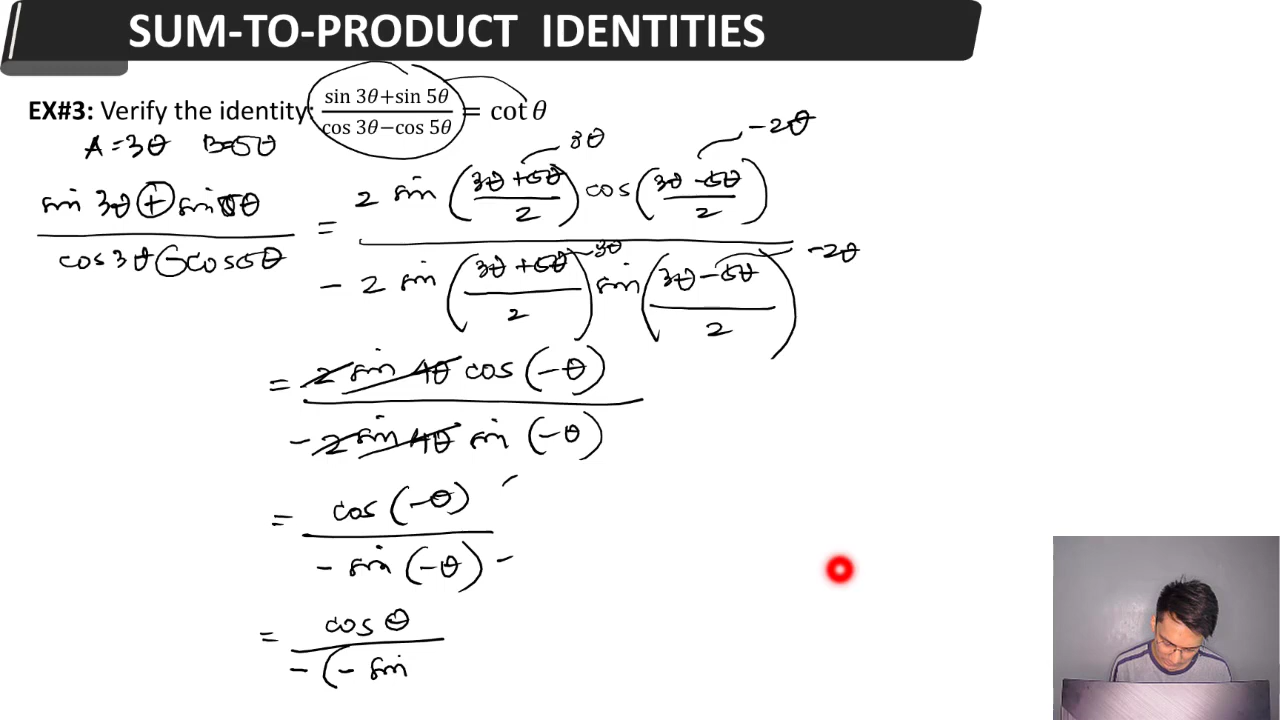 SUM-TO-PRODUCT IDENTITIES
EX#3: Verify the identity: (sin 3θ+sin 5θ)/(cos 3θ−cos 5θ) = cot θ
A = 3θ B=5θ
8θ
-2θ
(sin 3θ + sin 5θ)/(cos 3θ - cos 5θ) = (2 sin ((3θ + 5θ)/2) cos ((3θ - 5θ)/2))/(- 2 sin ((3θ + 5θ)/2) sin ((3θ - 5θ)/2))
-2θ
= (2 sin 4θ cos (-θ))/(- 2 sin 4θ sin (-θ))
= (cos (-θ))/(- sin (-θ))
= (cos θ)/(- (- sin